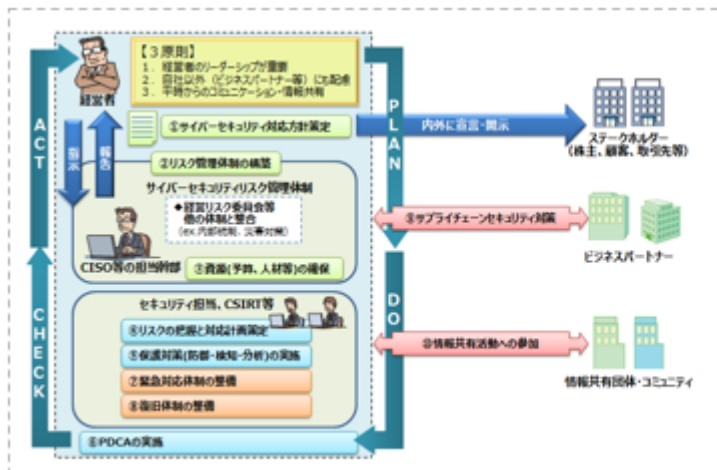 【3原則】
1. 経営者のリーダーシップが重要
2. 自社以外(ビジネスパートナー等)にも配慮
3. 平時からのコミュニケーション・情報共有
経営者
①サイバーセキュリティ対応方針策定
内外に宣言・開示
ステークホルダー
(株主、顧客、取引先等)
ACT
PLAN
指示
報告
②リスク管理体制の構築
サイバーセキュリティリスク管理体制
◆経営リスク委員会等
他の体制と整合
(ex.内部統制、災害対策)
CISO等の担当幹部
③資源(予算、人材等)の確保
⑨サプライチェーンセキュリティ対策
ビジネスパートナー
CHECK
DO
セキュリティ担当、CSIRT等
④リスクの把握と対応計画策定
⑤保護対策(防御・検知・分析)の実施
⑦緊急対応体制の整備
⑧復旧体制の整備
⑩情報共有活動への参加
情報共有団体・コミュニティ
⑥PDCAの実施